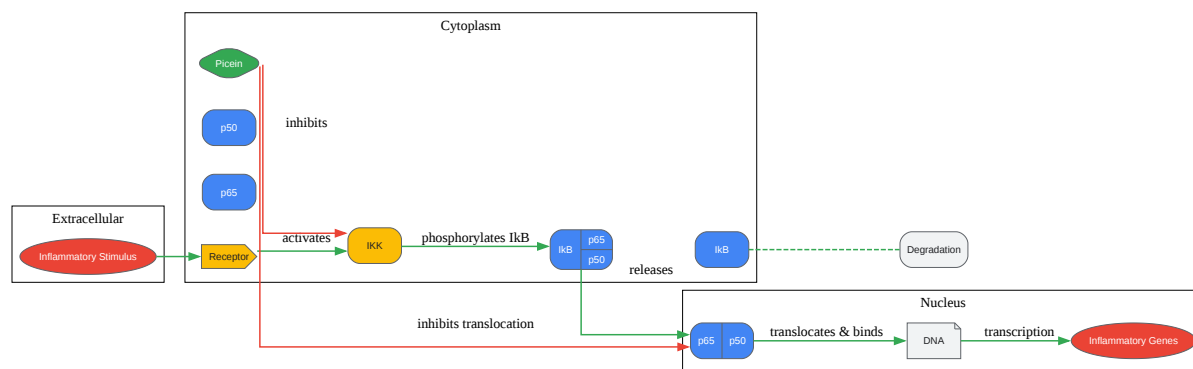 Cytoplasm
Picein
p50
inhibits
p65
Extracellular
Inflammatory Stimulus
Receptor
activates
IKK
phosphorylates IkB
IkB
p65
p50
releases
IkB
Degradation
Nucleus
inhibits translocation
p65
p50
translocates & binds
DNA
transcription
Inflammatory Genes